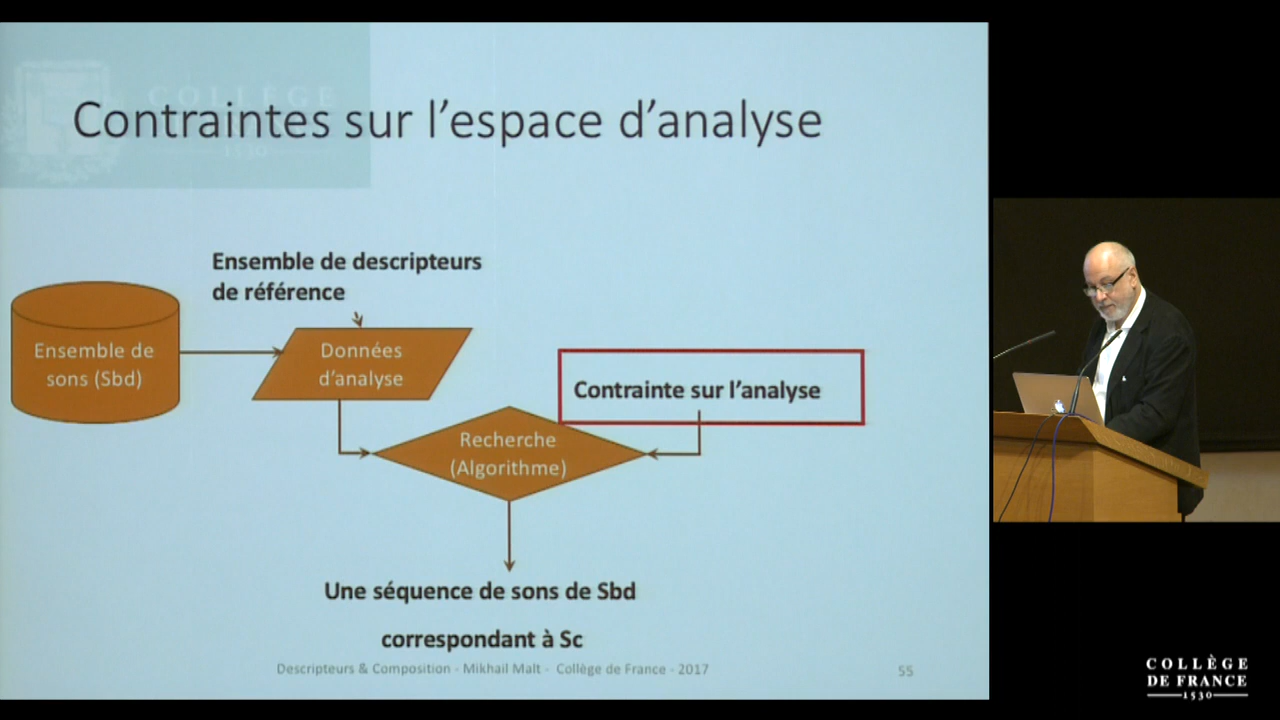 COLLÈGE
1530
Contraintes sur l’espace d’analyse
Ensemble de descripteurs
de référence
Ensemble de
sons (Sbd)
Données
d’analyse
Contrainte sur l’analyse
Recherche
(Algorithme)
Une séquence de sons de Sbd
correspondant à Sc
Descripteurs & Composition - Mikhail Malt - Collège de France - 2017
55
COLLÈGE
DE FRANCE
1530